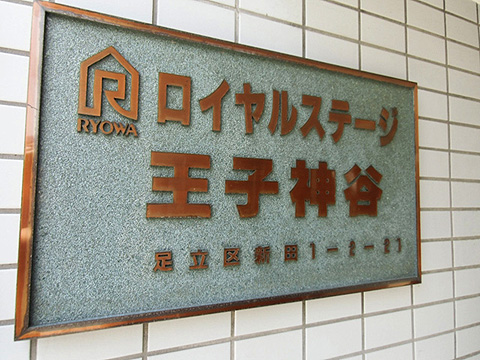 RYOWA
ロイヤルステージ
王子神谷
足立区新田1-2-21